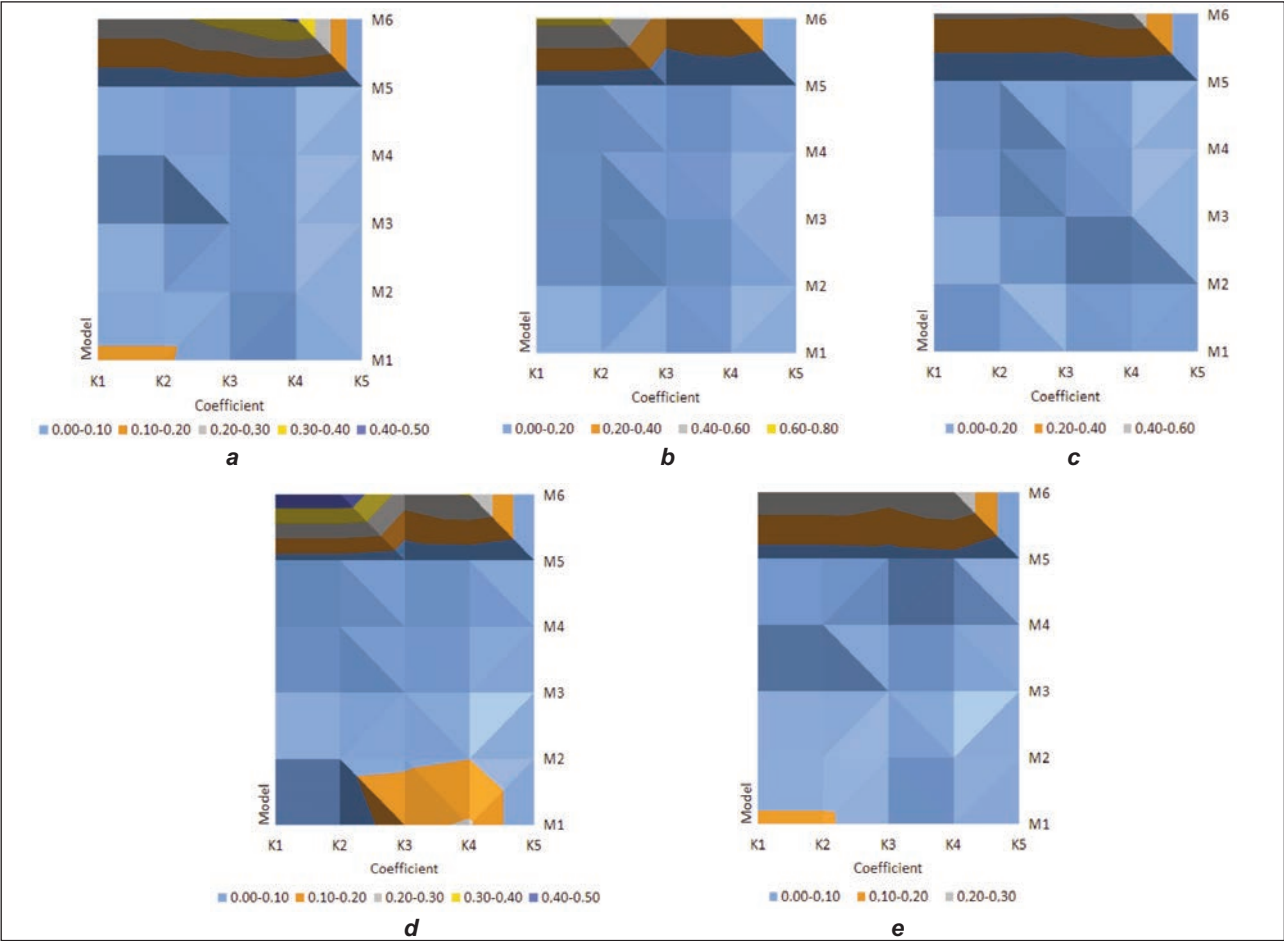 M6
M5
M4
M3
M2
M1
Model
K1 K2 K3 K4 K5
Coefficient
0.00-0.10 0.10-0.20 0.20-0.30 0.30-0.40 0.40-0.50
a
M6
M5
M4
M3
M2
M1
Model
K1 K2 K3 K4 K5
Coefficient
0.00-0.20 0.20-0.40 0.40-0.60 0.60-0.80
b
M6
M5
M4
M3
M2
M1
Model
K1 K2 K3 K4 K5
Coefficient
0.00-0.20 0.20-0.40 0.40-0.60
c
M6
M5
M4
M3
M2
M1
Model
K1 K2 K3 K4 K5
Coefficient
0.00-0.10 0.10-0.20 0.20-0.30 0.30-0.40 0.40-0.50
d
M6
M5
M4
M3
M2
M1
Model
K1 K2 K3 K4 K5
Coefficient
0.00-0.10 0.10-0.20 0.20-0.30
e